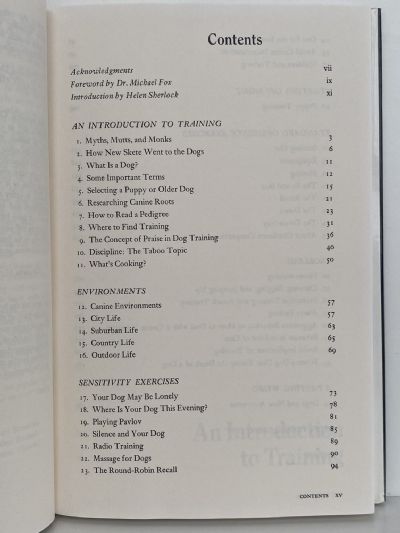 Contents
Acknowledgments vii
Foreword by Dr. Michael Fox ix
Introduction by Helen Sherlock xi
AN INTRODUCTION TO TRAINING
1. Myths, Mutts, and Monks 3
2. How New Skete Went to the Dogs 6
3. What Is a Dog? 11
4. Some Important Terms 12
5. Selecting a Puppy or Older Dog 15
6. Researching Canine Roots 21
7. How to Read a Pedigree 23
8. Where to Find Training 31
9. The Concept of Praise in Dog Training 36
10. Discipline: The Taboo Topic 40
11. What's Cooking? 50
ENVIRONMENTS
12. Canine Environments 57
13. City Life 57
14. Suburban Life 63
15. Country Life 65
16. Outdoor Life 69
SENSITIVITY EXERCISES
17. Your Dog May Be Lonely 73
18. Where Is Your Dog This Evening? 78
19. Playing Pavlov 81
20. Silence and Your Dog 85
21. Radio Training 89
22. Massage for Dogs 90
23. The Round-Robin Recall 94
An Introduction
to Training
CONTENTS XV